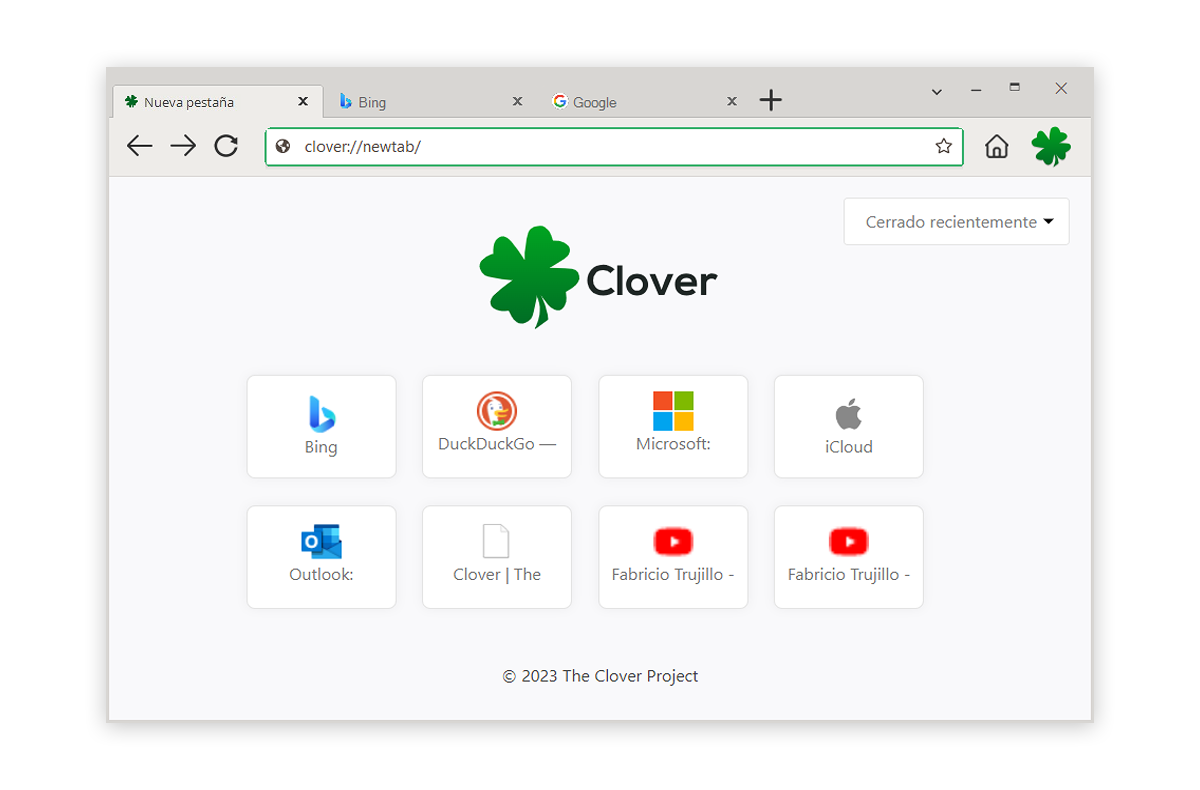 Nueva pestaña
Bing
Google
clover://newtab/
Cerrado recientemente
Clover
Bing
DuckDuckGo —
Microsoft:
iCloud
Outlook:
Clover | The
Fabricio Trujillo -
Fabricio Trujillo -
© 2023 The Clover Project